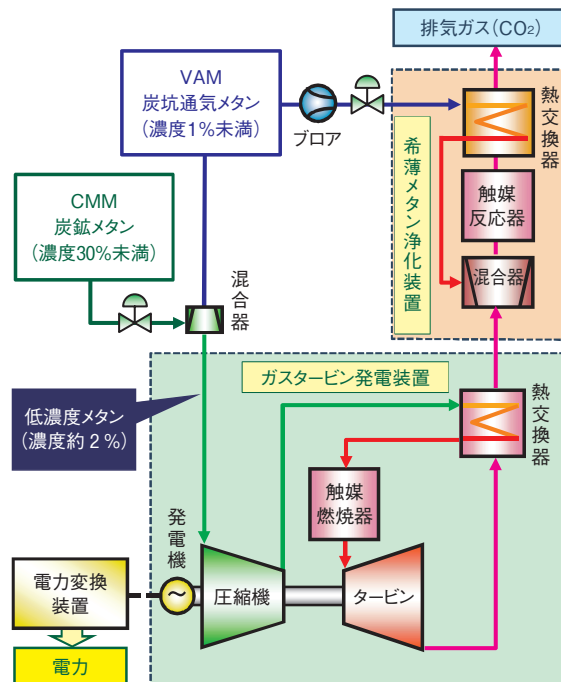 排気ガス(CO₂)
VAM
炭坑通気メタン
(濃度1%未満)
ブロア
熱交換器
希薄メタン浄化装置
触媒
反応器
混合器
CMM
炭鉱メタン
(濃度30%未満)
混合器
ガスタービン発電装置
低濃度メタン
(濃度約2%)
熱交換器
触媒
燃焼器
発電機
電力変換
装置
~
圧縮機
タービン
電力